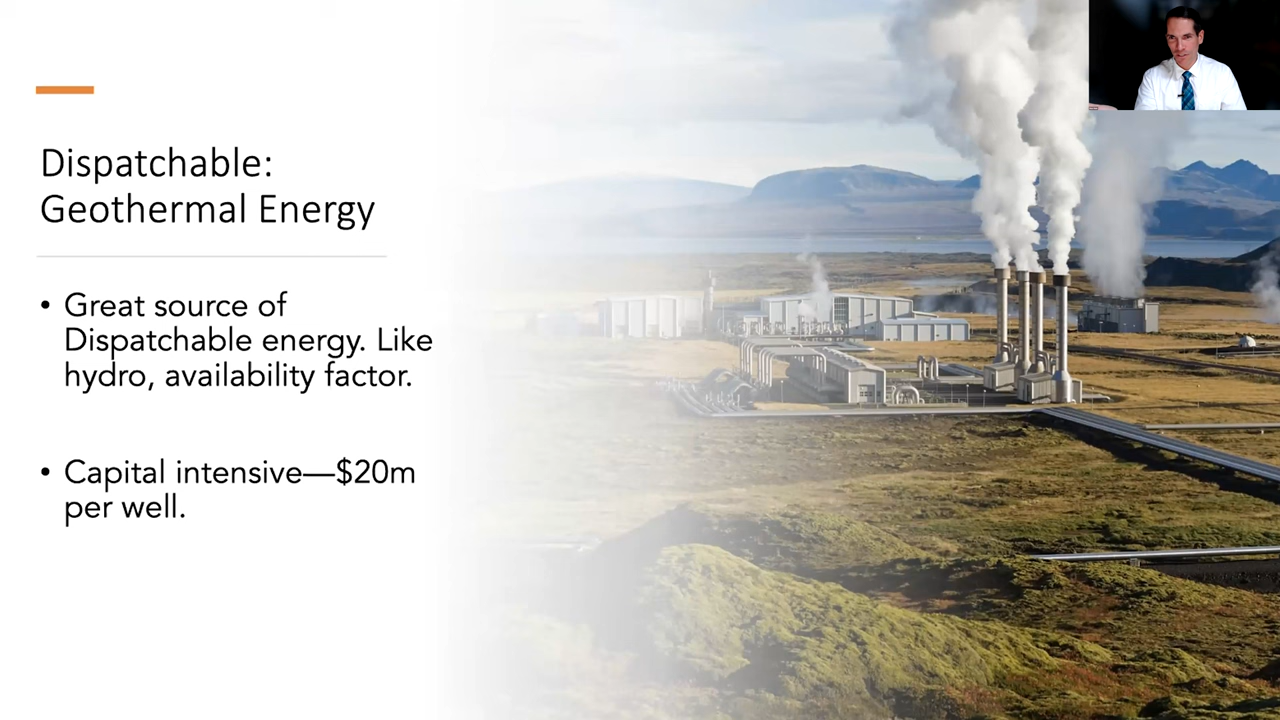 Dispatchable:
Geothermal Energy
• Great source of
Dispatchable energy. Like
hydro, availability factor.
• Capital intensive—$20m
per well.